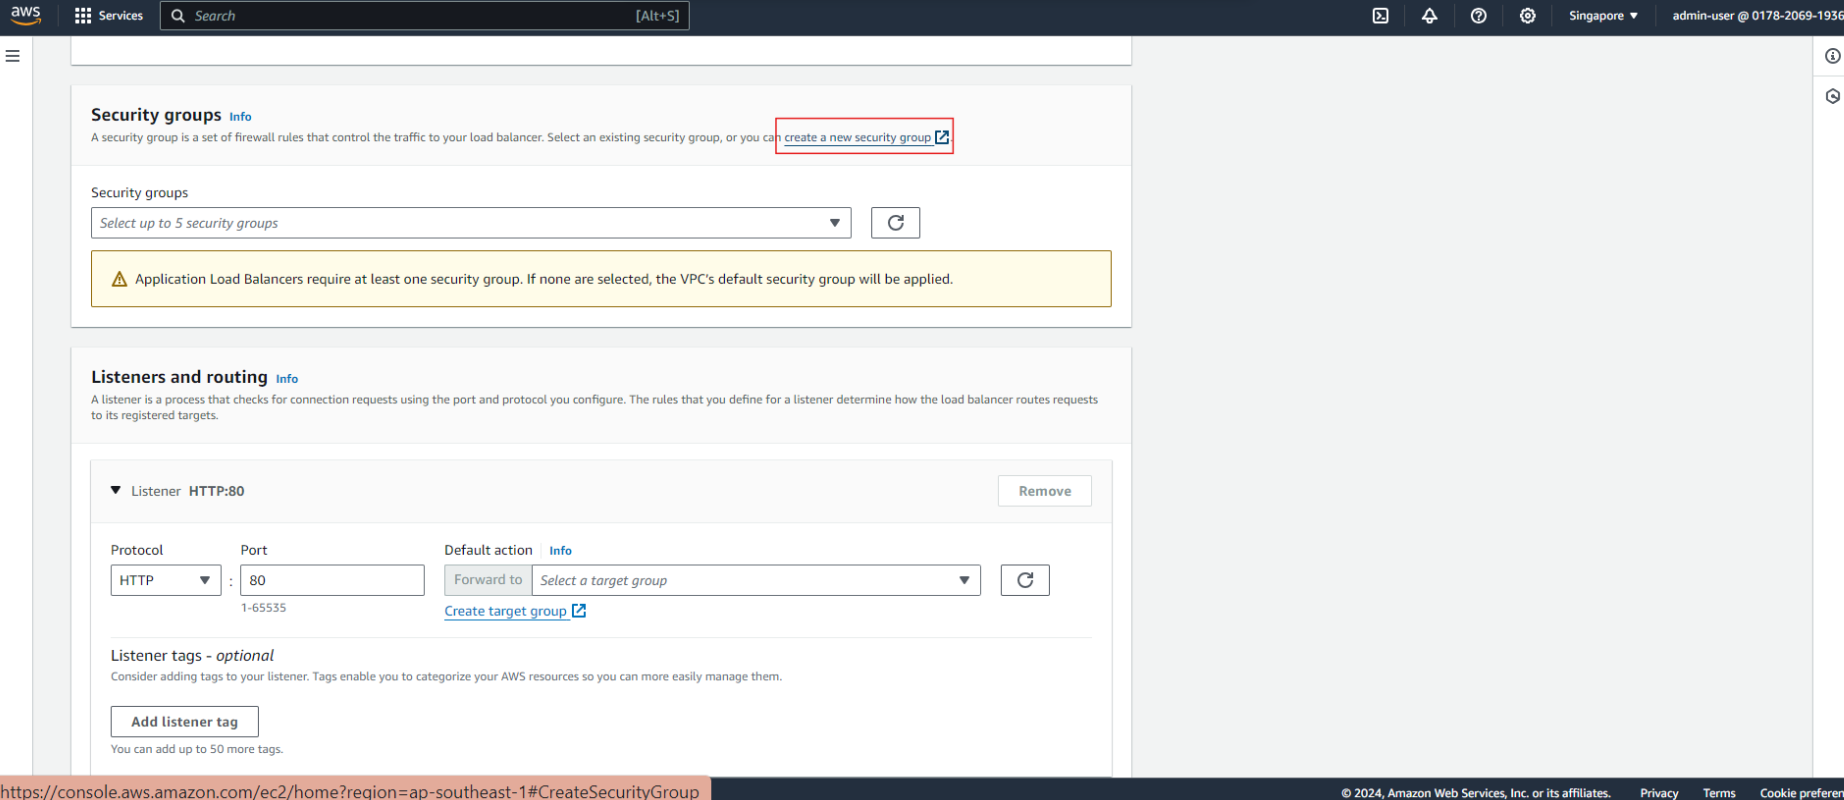 aws
Services
Search
[Alt+S]
Singapore
admin-user @ 0178-2069-1936
Security groups Info
A security group is a set of firewall rules that control the traffic to your load balancer. Select an existing security group, or you can create a new security group.
Security groups
Select up to 5 security groups
Application Load Balancers require at least one security group. If none are selected, the VPC's default security group will be applied.
Listeners and routing Info
A listener is a process that checks for connection requests using the port and protocol you configure. The rules that you define for a listener determine how the load balancer routes requests
to its registered targets.
Listener HTTP:80
Remove
Protocol
Port
Default action
Info
HTTP
:
80
Forward to
Select a target group
1-65535
Create target group
Listener tags - optional
Consider adding tags to your listener. Tags enable you to categorize your AWS resources so you can more easily manage them.
Add listener tag
You can add up to 50 more tags.
https://console.aws.amazon.com/ec2/home?region=ap-southeast-1#CreateSecurityGroup
© 2024, Amazon Web Services, Inc. or its affiliates.
Privacy
Terms
Cookie preferen